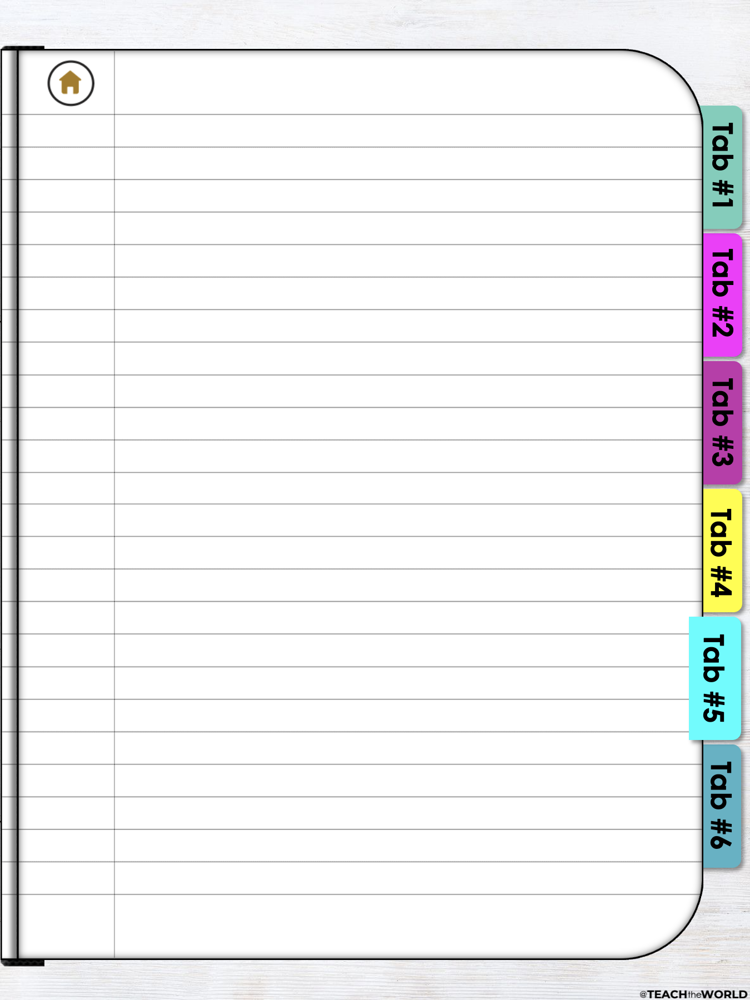 Tab #1
Tab #2
Tab #3
Tab #4
Tab #5
Tab #6
@TEACHtheWORLD